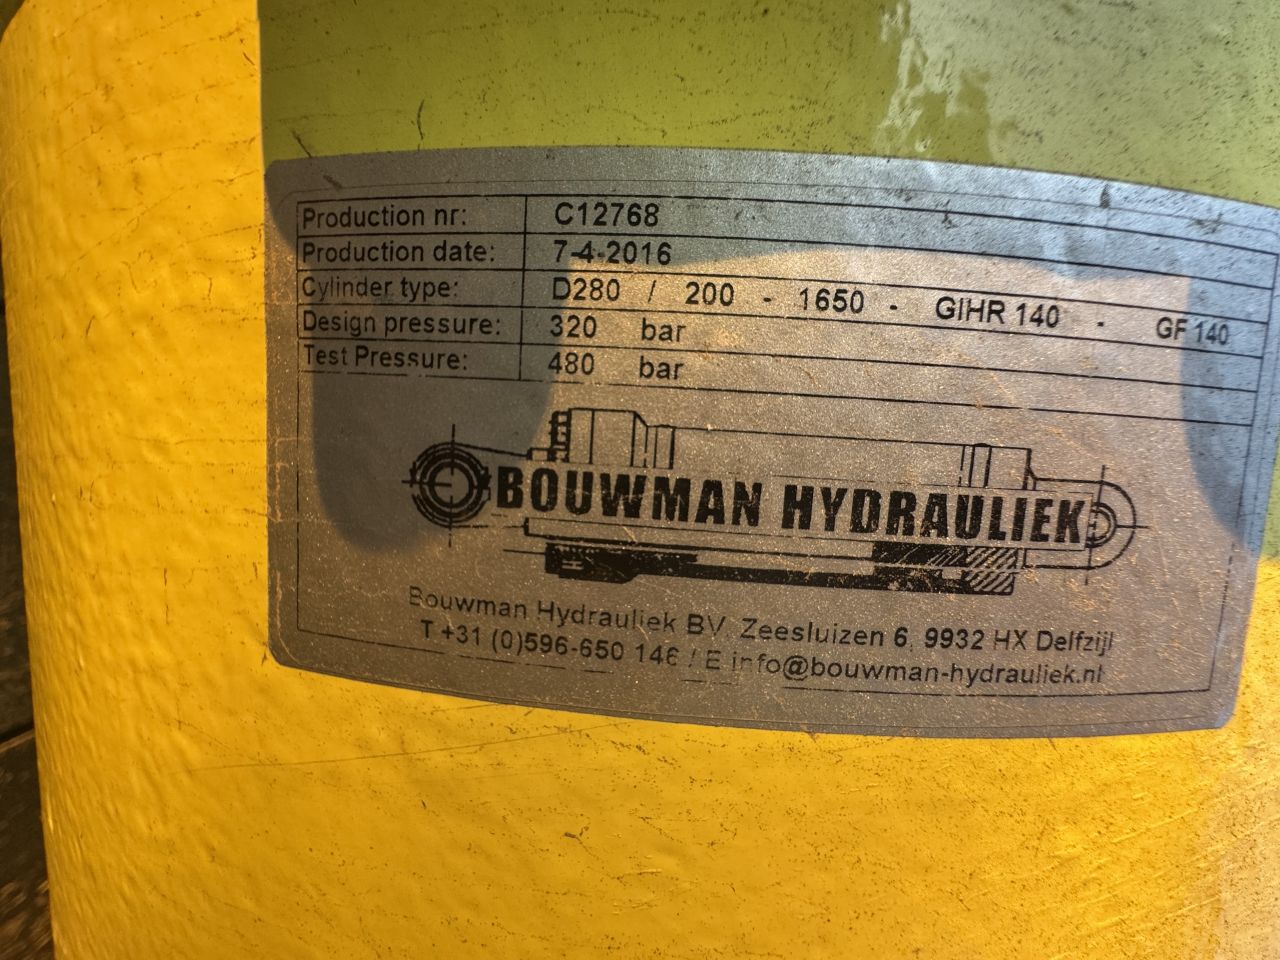 Production nr: C12768
Production date: 7-4-2016
Cylinder type: D280 / 200 - 1650 - GIHR 140 - GF 140
Design pressure: 320 bar
Test Pressure: 480 bar
BOUWMAN HYDRAULIEK
Bouwman Hydrauliek BV, Zeesluizen 6, 9932 HX Delfzijl
T +31 (0)596-650 146 / E info@bouwman-hydrauliek.nl